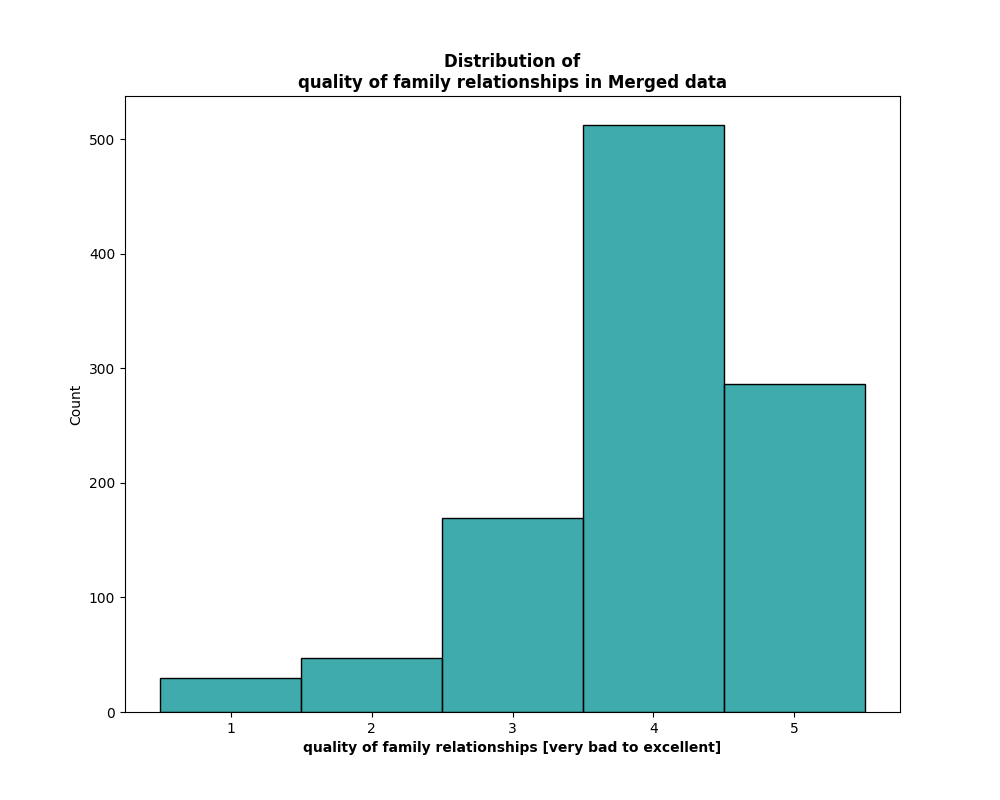 Distribution of
quality of family relationships in Merged data
500
400
300
200
100
0
Count
1 2 3 4 5
quality of family relationships [very bad to excellent]